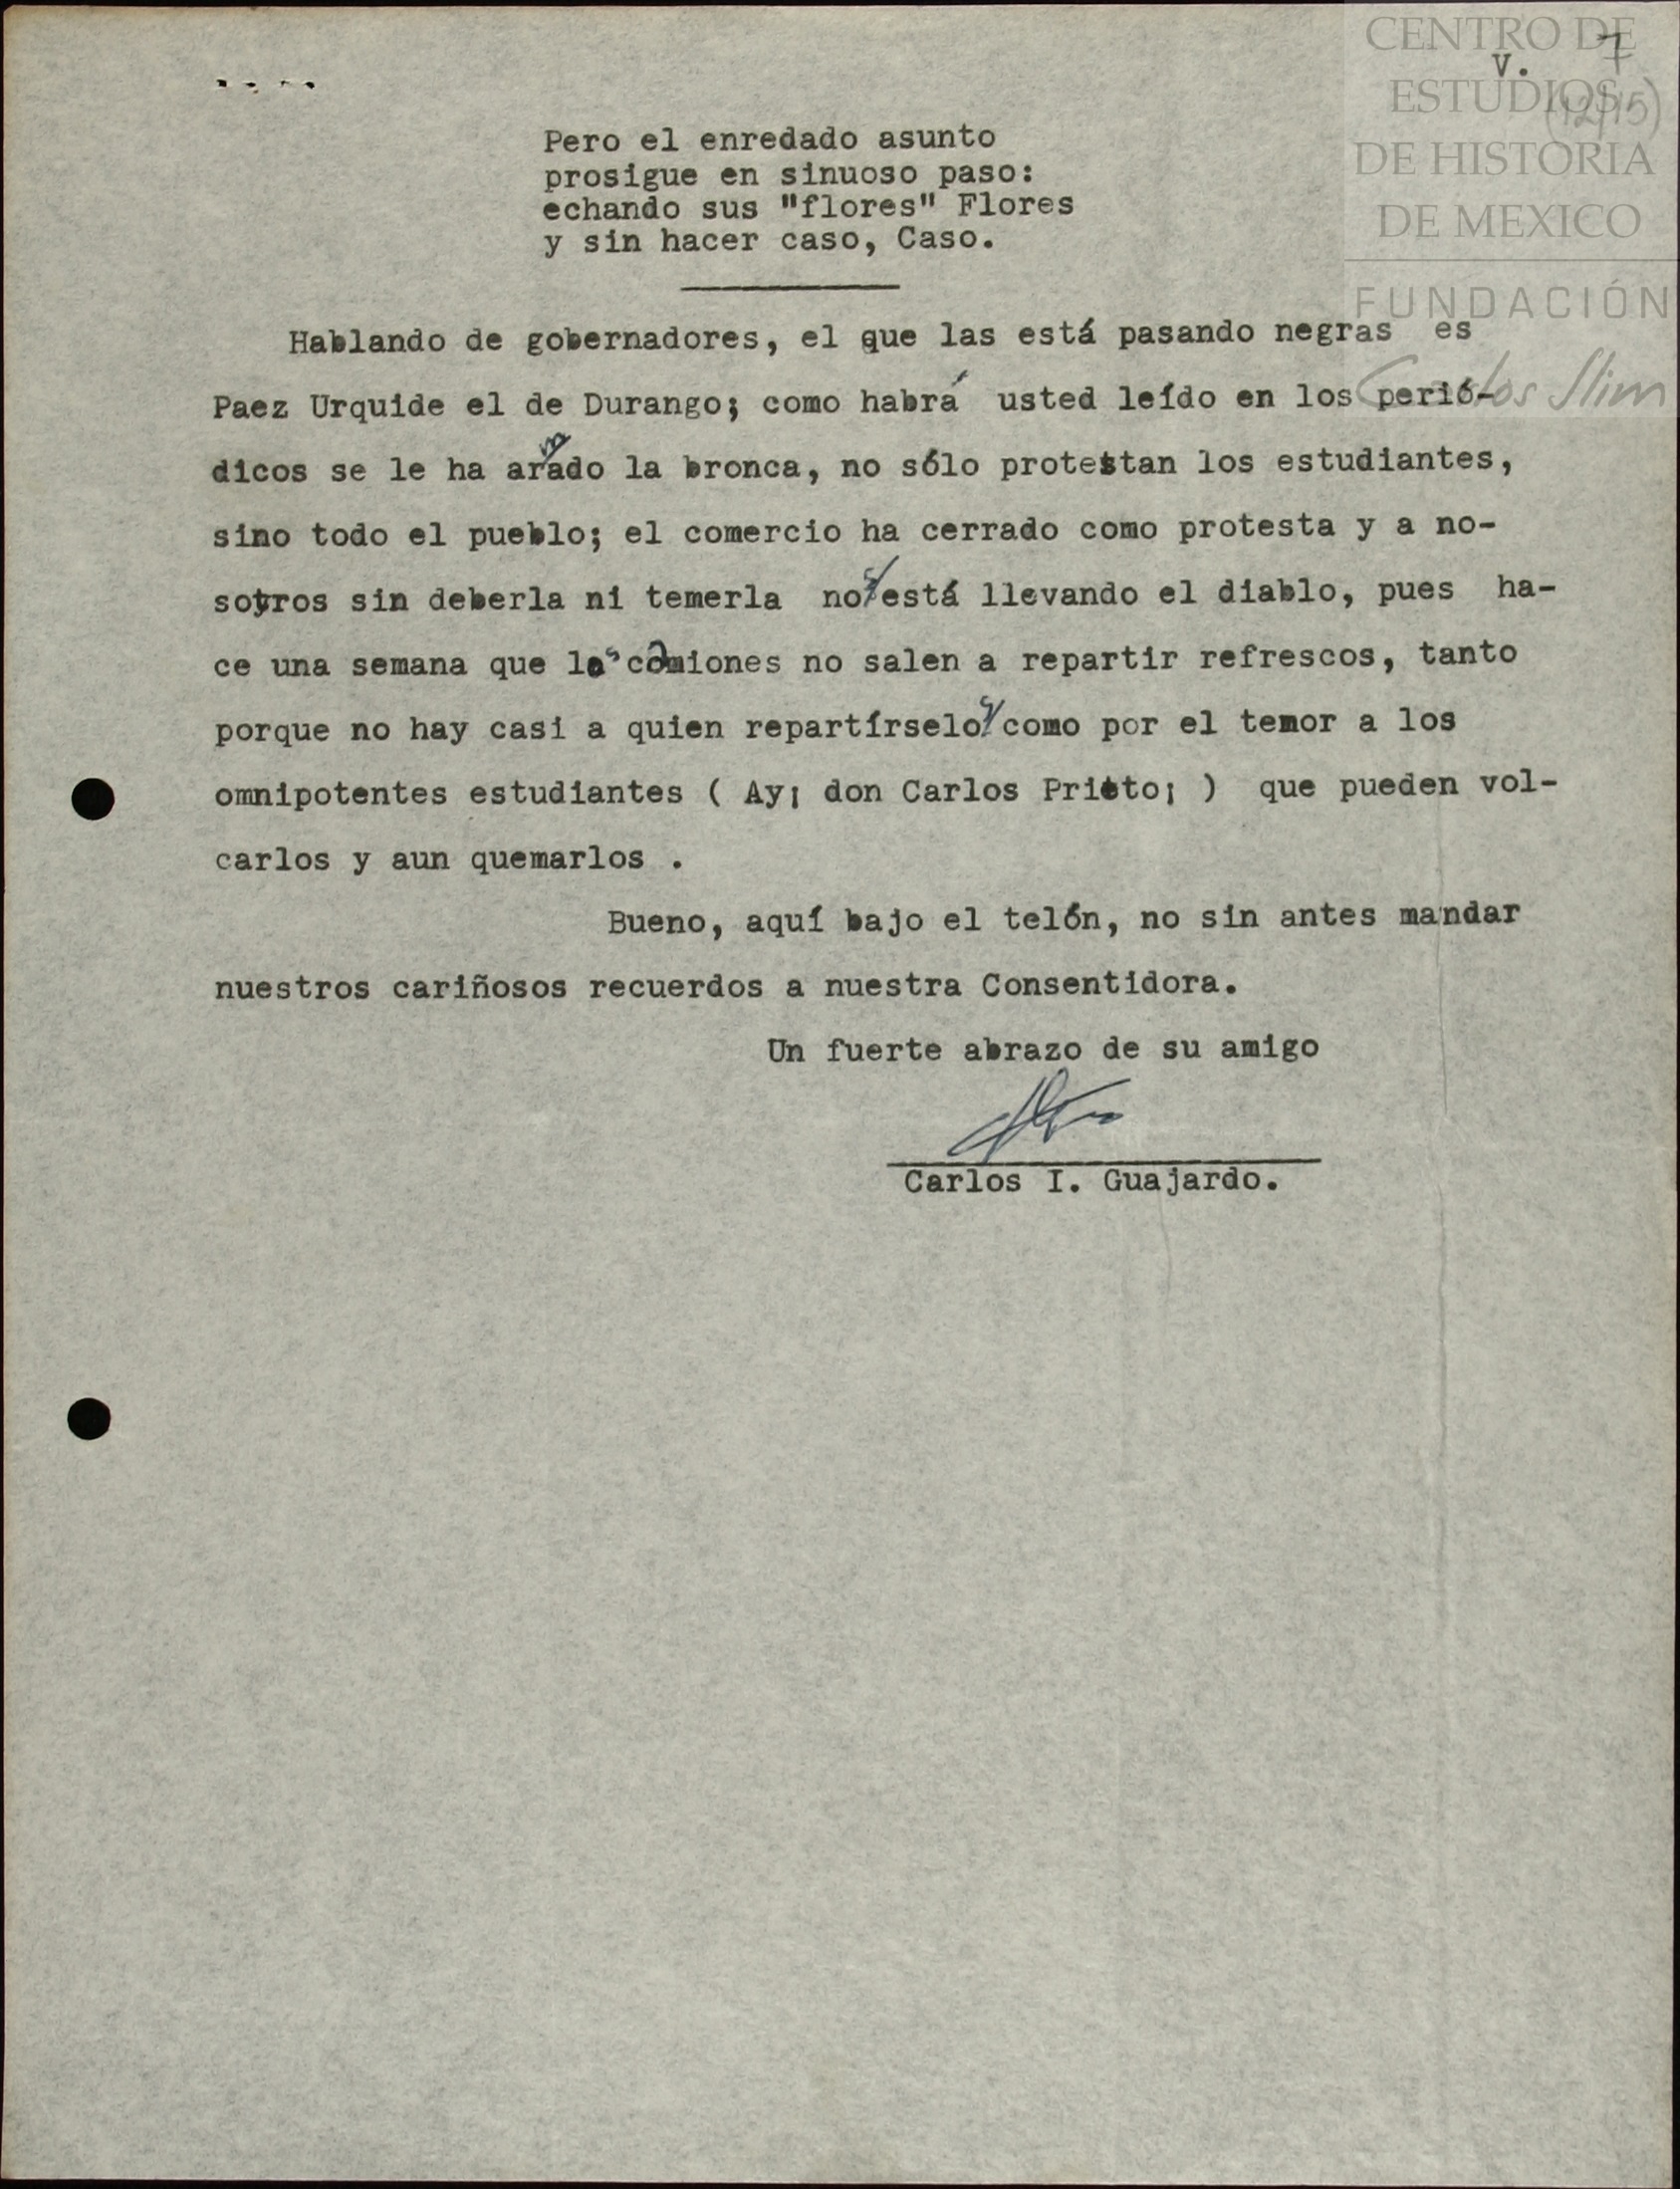 CENTRO DE
ESTUDIOS
DE HISTORIA
DE MEXICO
FUNDACIÓN
Carlos Slim
V.
7
(12/15)
Pero el enredado asunto
prosigue en sinuoso paso:
echando sus "flores" Flores
y sin hacer caso, Caso.
Hablando de gobernadores, el que las está pasando negras es
Paez Urquide el de Durango; como habrá usted leído en los perió-
dicos se le ha armado la bronca, no sólo protestan los estudiantes,
sino todo el pueblo; el comercio ha cerrado como protesta y a no-
sotros sin deberla ni temerla nos está llevando el diablo, pues ha-
ce una semana que los camiones no salen a repartir refrescos, tanto
porque no hay casi a quien repartírselos como por el temor a los
omnipotentes estudiantes ( Ay¡ don Carlos Prieto¡ ) que pueden vol-
carlos y aun quemarlos .
Bueno, aquí bajo el telón, no sin antes mandar
nuestros cariñosos recuerdos a nuestra Consentidora.
Un fuerte abrazo de su amigo
Carlos I. Guajardo.